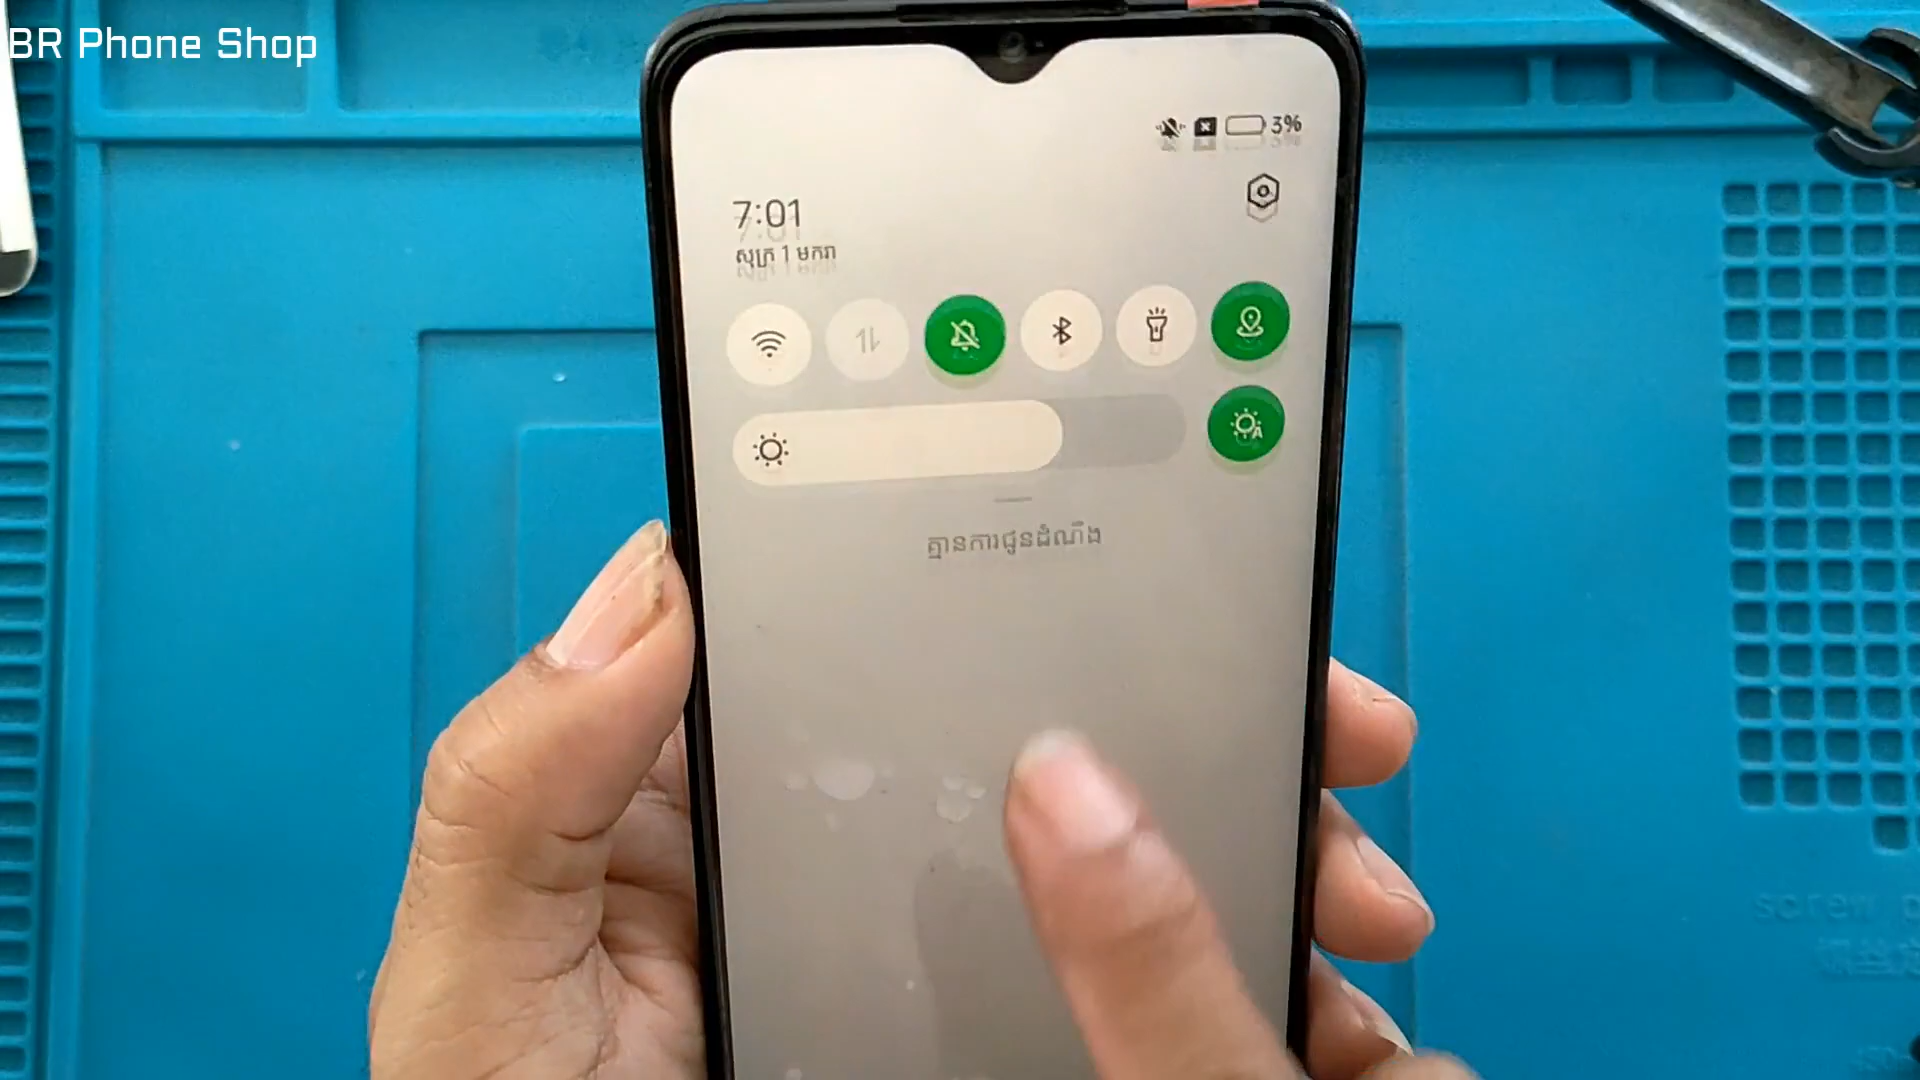 BR Phone Shop
3%
7:01
សុក្រ 1 មករា
គ្មានការជូនដំណឹង
screw